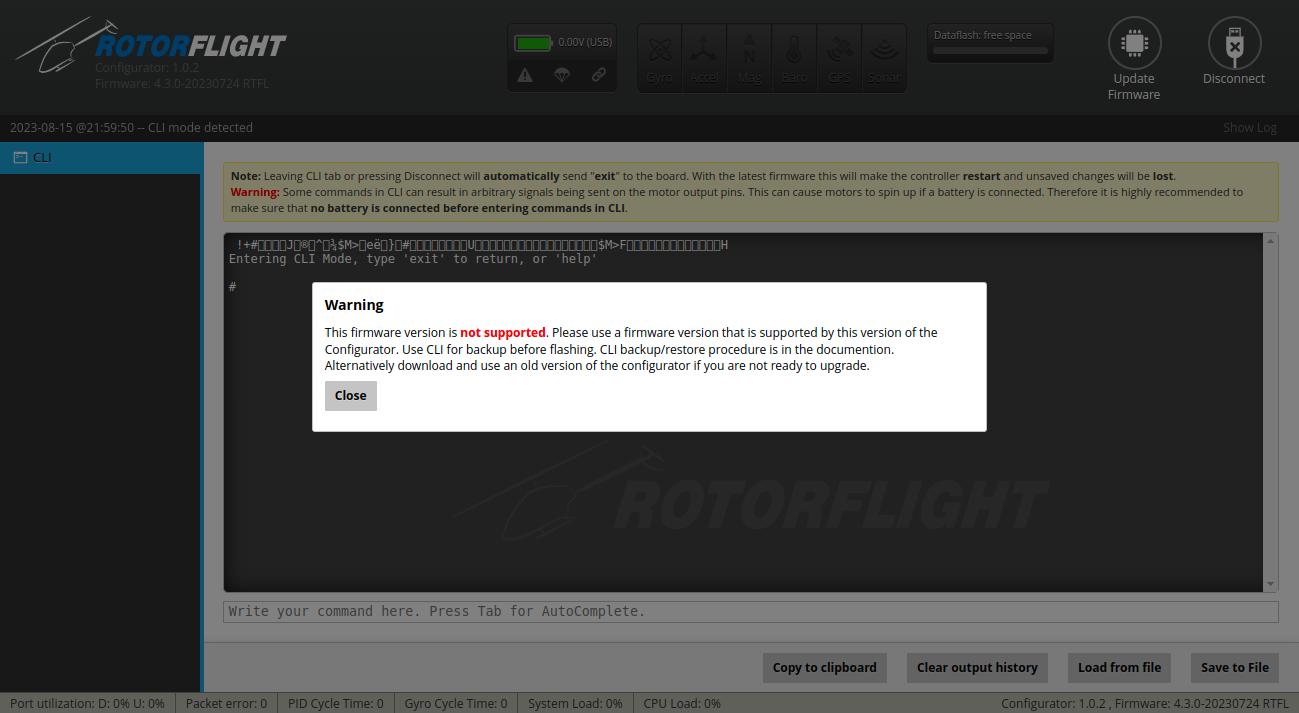 ROTORFLIGHT
Configurator: 1.0.2
Firmware: 4.3.0-20230724 RTFL
0.00V (USB)
Gyro Accel Mag Baro GPS Sonar
Dataflash: free space
Update
Firmware
Disconnect
2023-08-15 @21:59:50 -- CLI mode detected
Show Log
CLI
Note: Leaving CLI tab or pressing Disconnect will automatically send "exit" to the board. With the latest firmware this will make the controller restart and unsaved changes will be lost.
Warning: Some commands in CLI can result in arbitrary signals being sent on the motor output pins. This can cause motors to spin up if a battery is connected. Therefore it is highly recommended to
make sure that no battery is connected before entering commands in CLI.
Entering CLI Mode, type 'exit' to return, or 'help'
#
Warning
This firmware version is not supported. Please use a firmware version that is supported by this version of the
Configurator. Use CLI for backup before flashing. CLI backup/restore procedure is in the documention.
Alternatively download and use an old version of the configurator if you are not ready to upgrade.
Close
ROTORFLIGHT
Write your command here. Press Tab for AutoComplete.
Copy to clipboard Clear output history Load from file Save to File
Port utilization: D: 0% U: 0% Packet error: 0 PID Cycle Time: 0 Gyro Cycle Time: 0 System Load: 0% CPU Load: 0% Configurator: 1.0.2 , Firmware: 4.3.0-20230724 RTFL